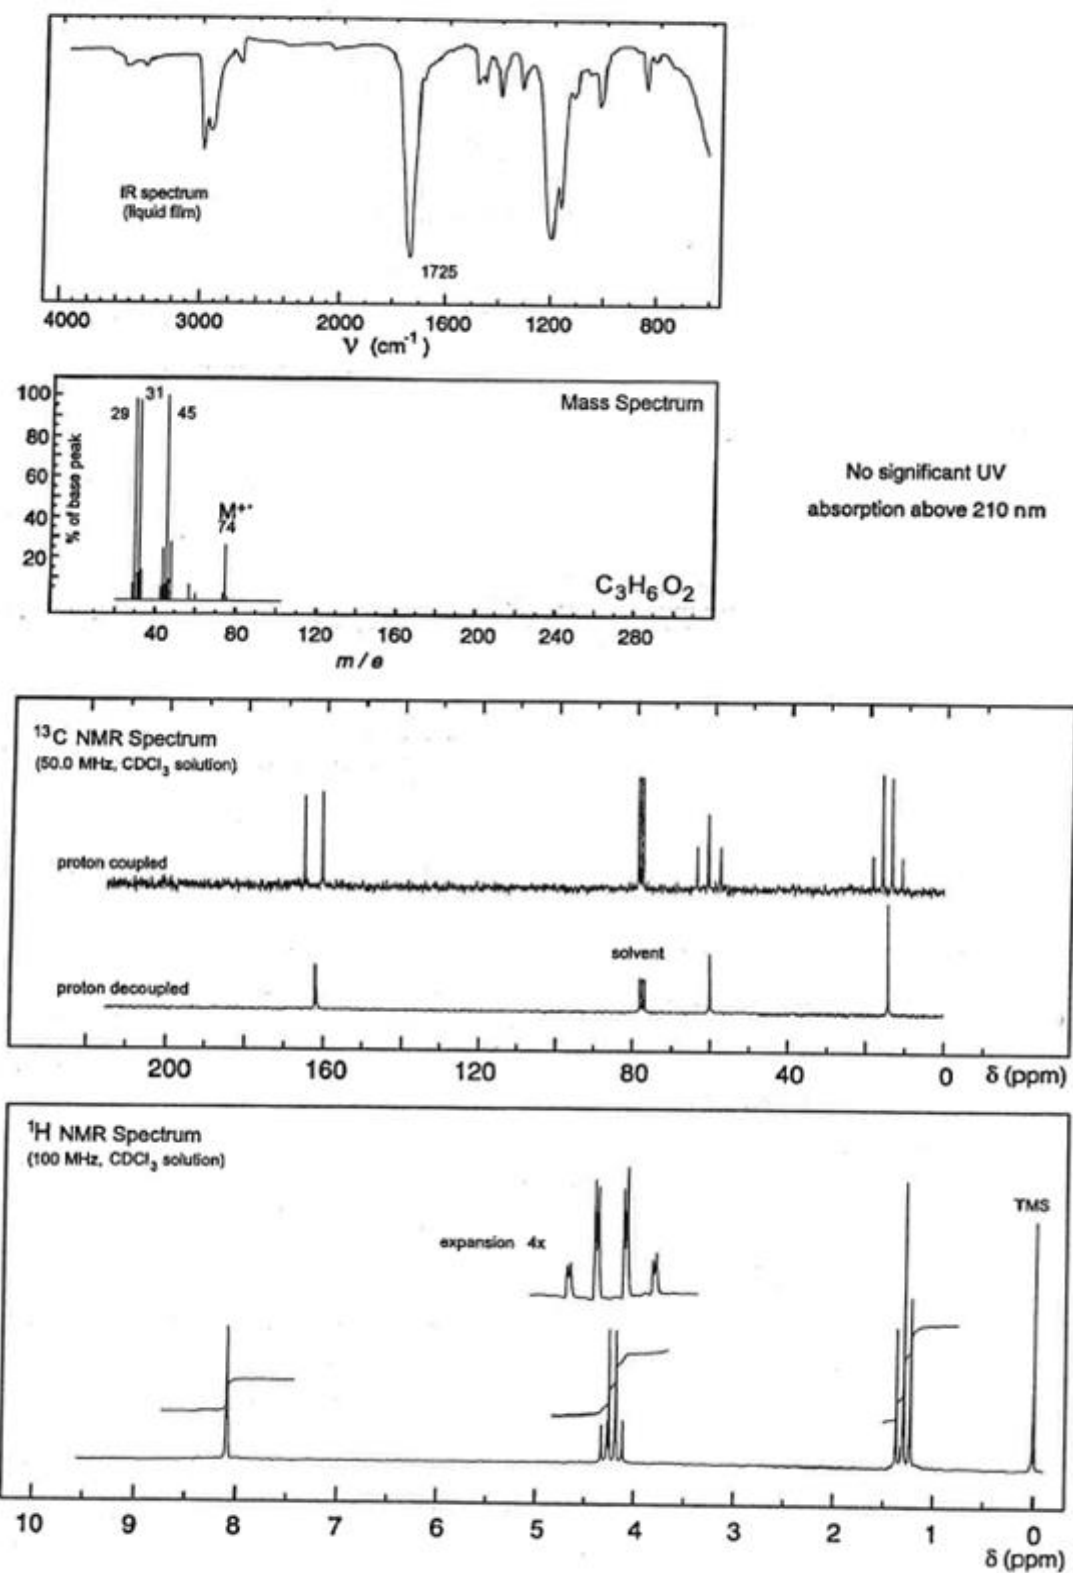 IR spectrum
(liquid film)
1725
4000 3000 2000 1600 1200 800
ν (cm⁻¹)
100
80
60
40
20
% of base peak
29
31
45
M⁺·
74
Mass Spectrum
C₃H₆O₂
40 80 120 160 200 240 280
m / e
No significant UV
absorption above 210 nm
¹³C NMR Spectrum
(50.0 MHz, CDCl₃ solution)
proton coupled
solvent
proton decoupled
200 160 120 80 40 0 δ (ppm)
¹H NMR Spectrum
(100 MHz, CDCl₃ solution)
expansion 4x
TMS
10 9 8 7 6 5 4 3 2 1 0
δ (ppm)